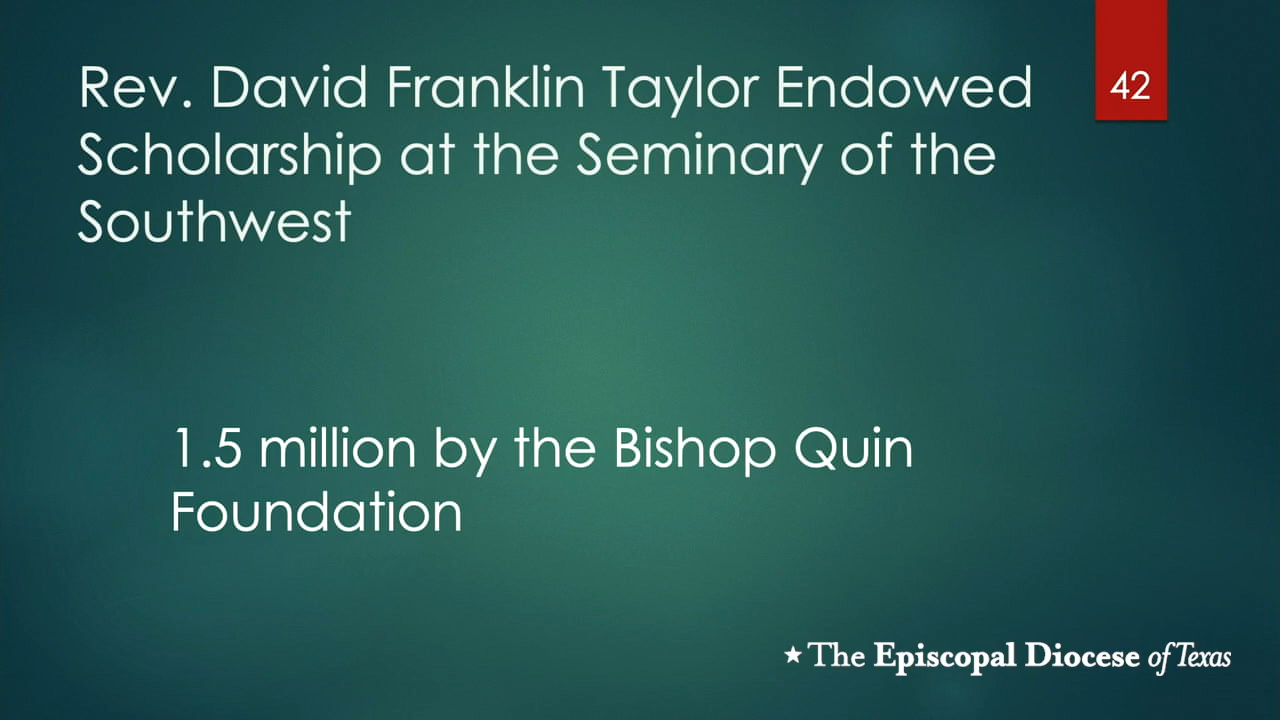 Rev. David Franklin Taylor Endowed
Scholarship at the Seminary of the
Southwest
42
1.5 million by the Bishop Quin
Foundation
The Episcopal Diocese of Texas